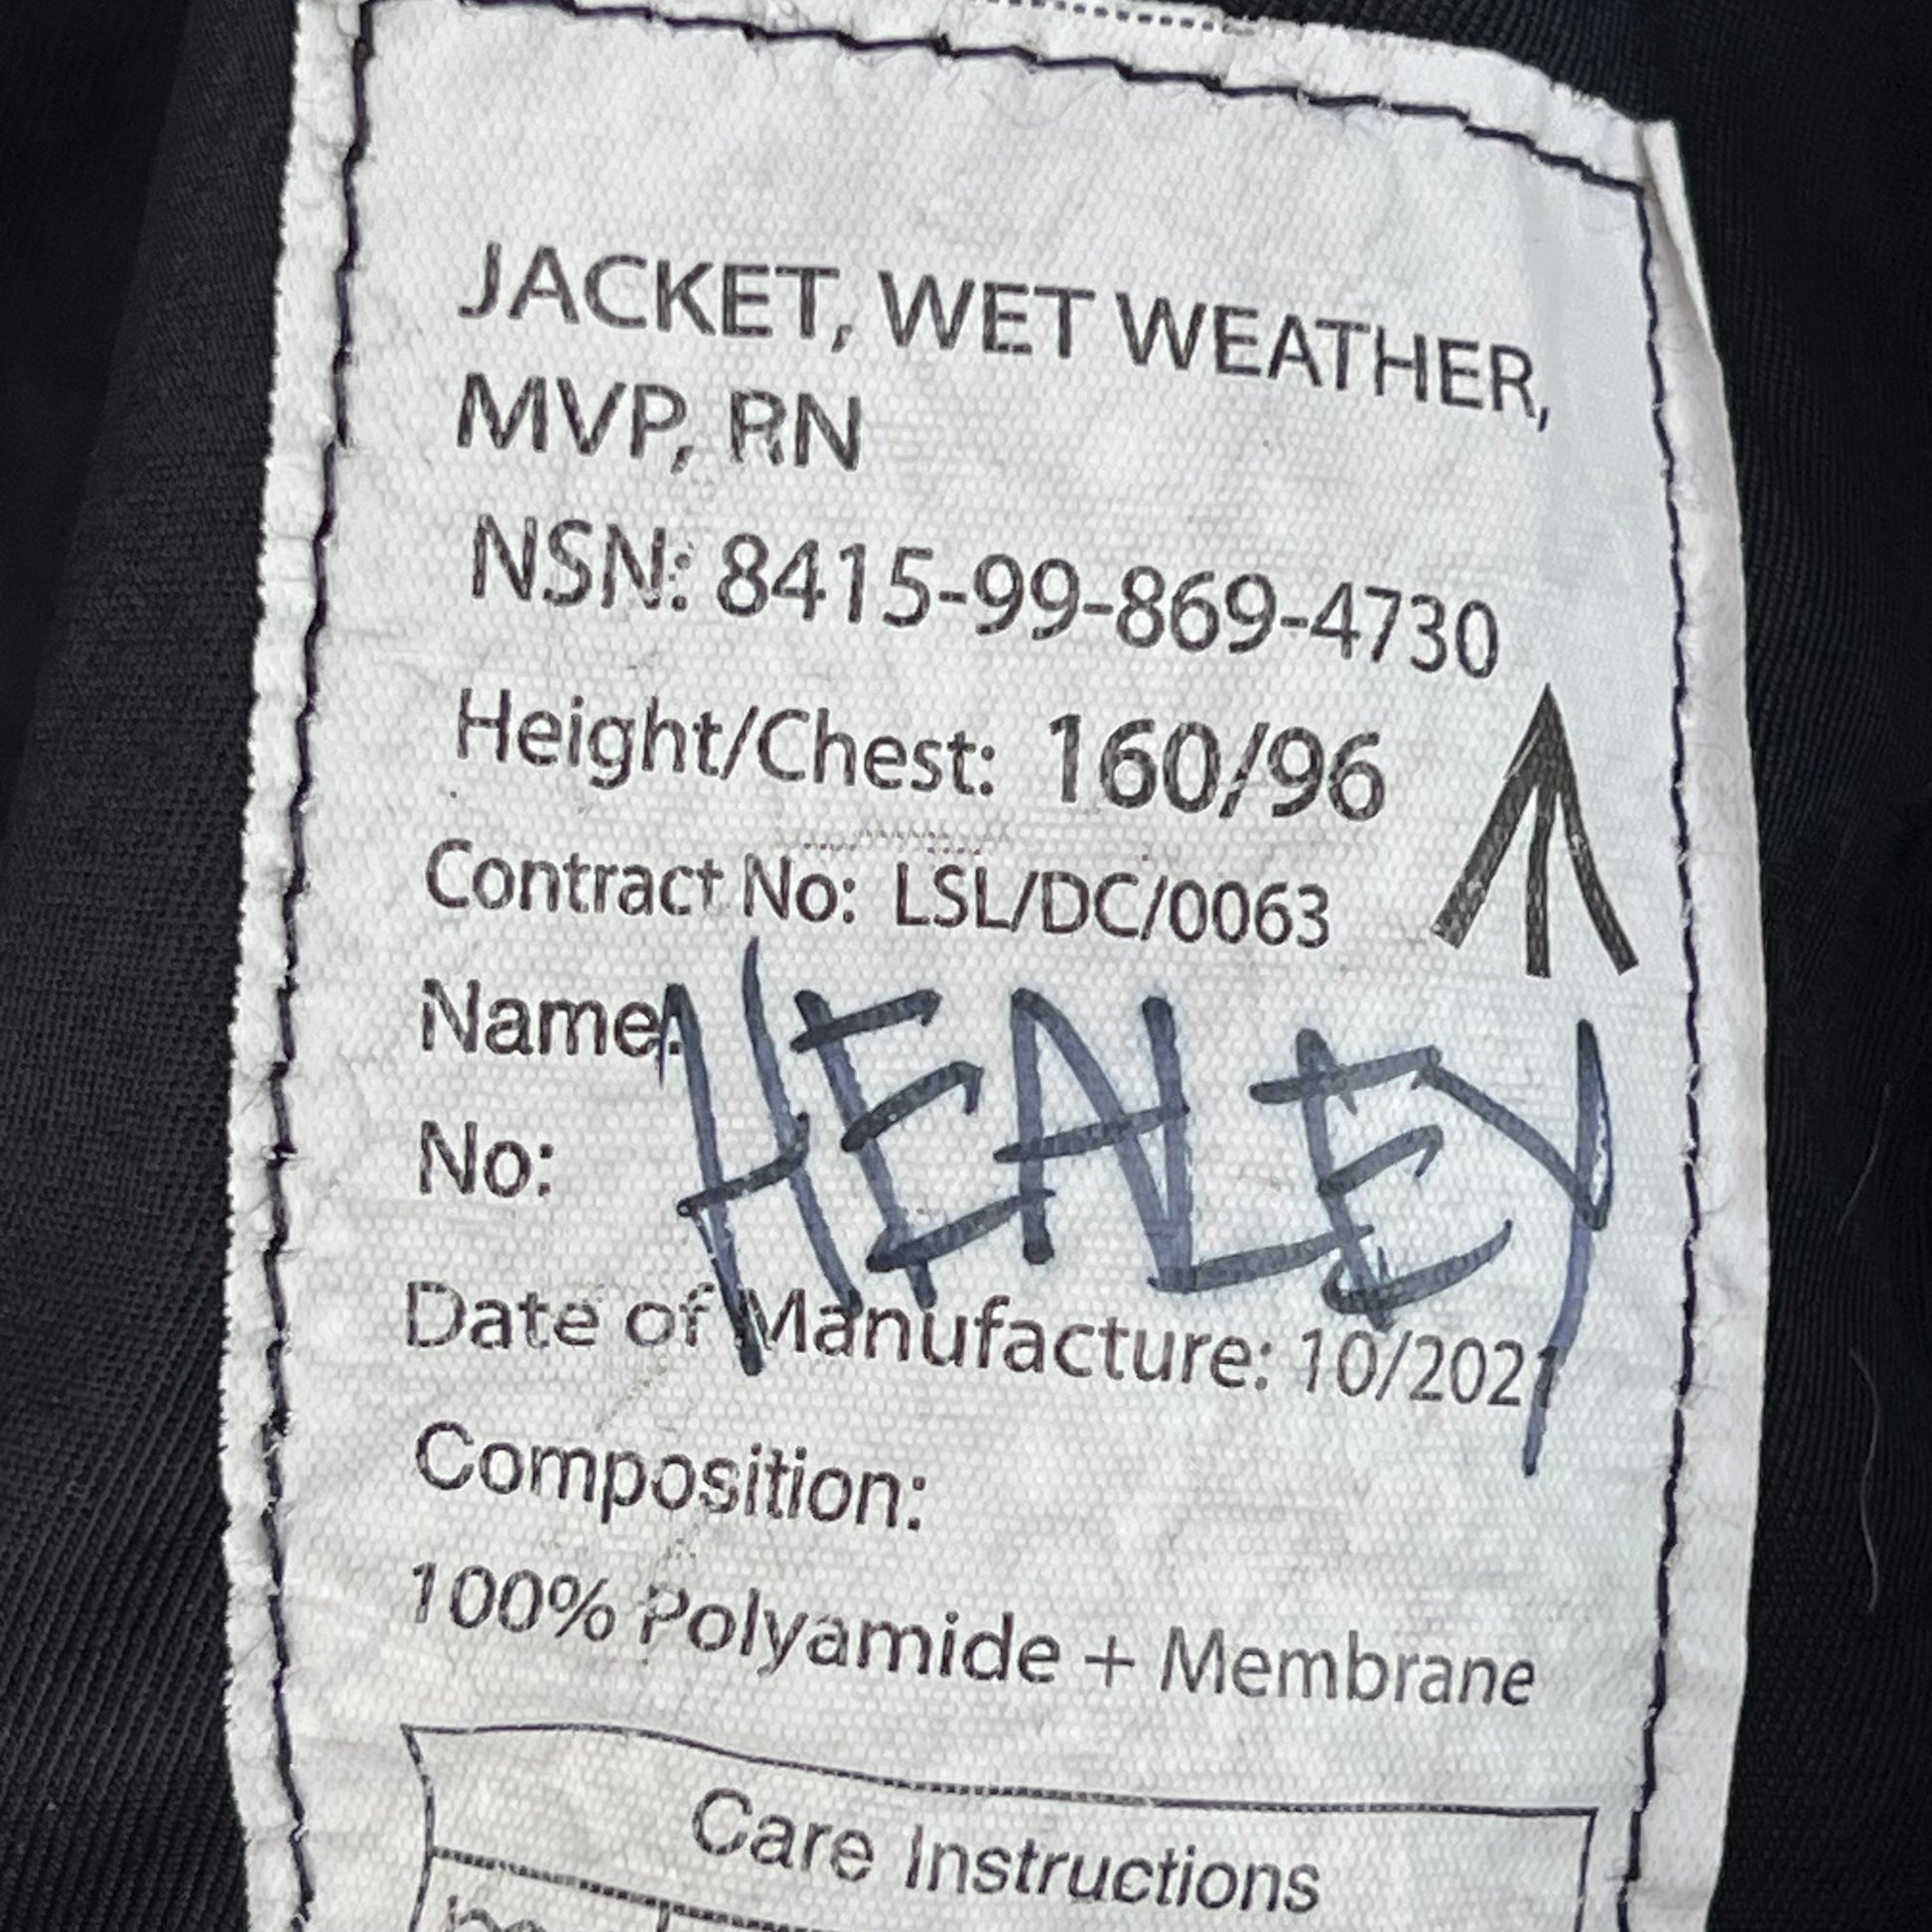 JACKET, WET WEATHER,
MVP, RN
NSN: 8415-99-869-4730
Height/Chest: 160/96
Contract No: LSL/DC/0063
Name: HEALEY
No:
Date of Manufacture: 10/2021
Composition:
100% Polyamide + Membrane
Care Instructions